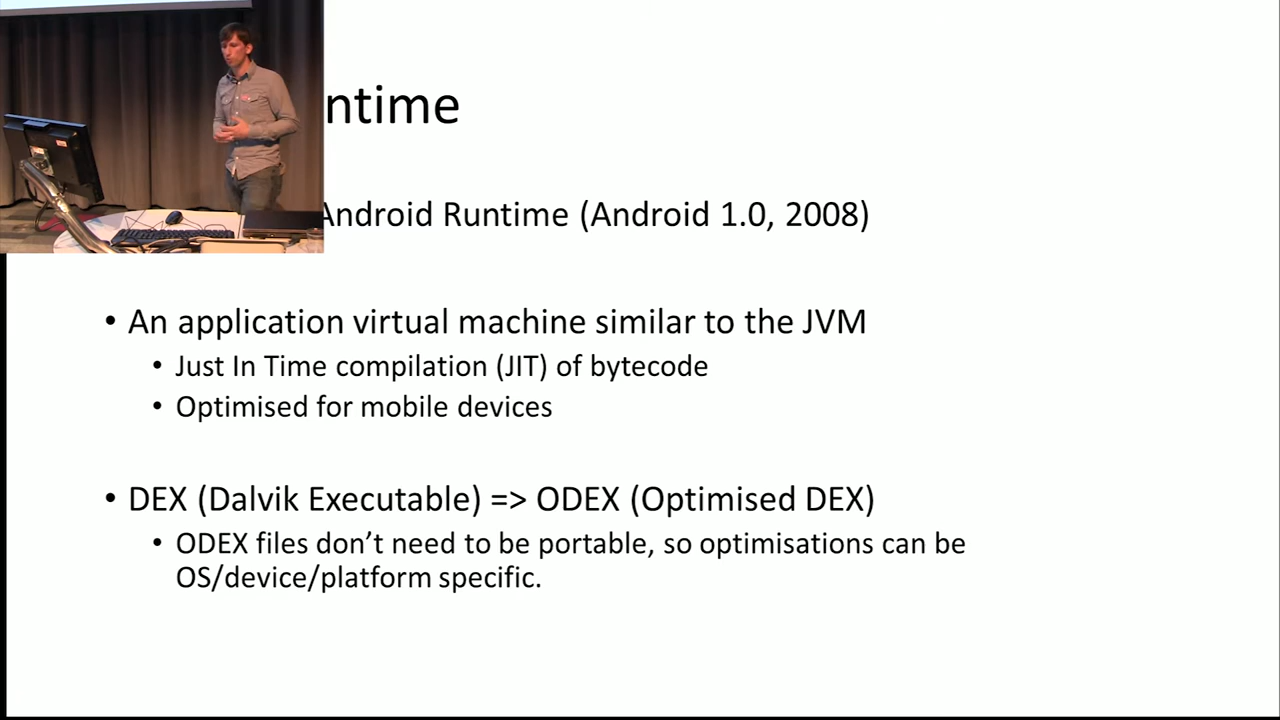 ntime
Android Runtime (Android 1.0, 2008)
• An application virtual machine similar to the JVM
• Just In Time compilation (JIT) of bytecode
• Optimised for mobile devices
• DEX (Dalvik Executable) => ODEX (Optimised DEX)
• ODEX files don’t need to be portable, so optimisations can be
OS/device/platform specific.